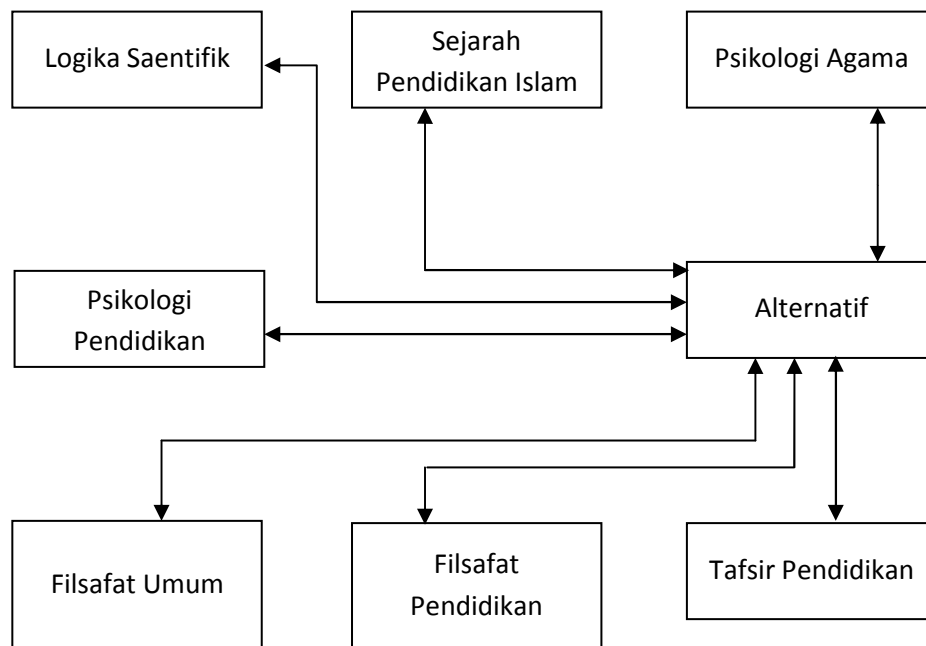 Logika Saentifik
Sejarah
Pendidikan Islam
Psikologi Agama
Psikologi
Pendidikan
Alternatif
Filsafat Umum
Filsafat
Pendidikan
Tafsir Pendidikan